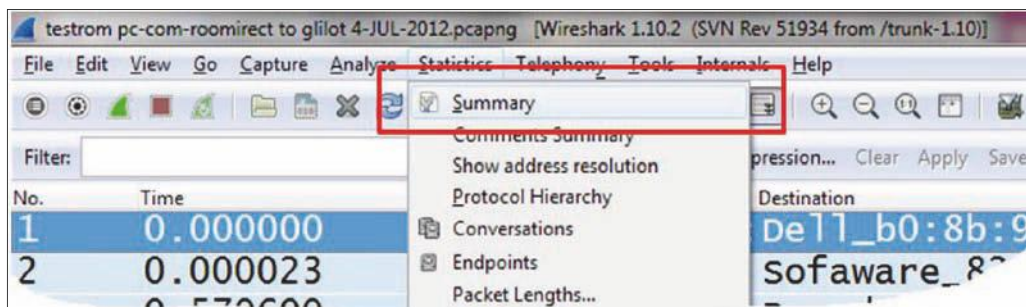 testrom pc-com-roomirect to glilot 4-JUL-2012.pcapng [Wireshark 1.10.2 (SVN Rev 51934 from /trunk-1.10)]
File Edit View Go Capture Analyze Statistics Telephony Tools Internals Help
Summary
Comments Summary
Filter: pression... Clear Apply Save
Show address resolution
No. Time Protocol Hierarchy Destination
1 0.000000 Conversations Dell_b0:8b:9
2 0.000023 Endpoints Sofaware_82
Packet Lengths...